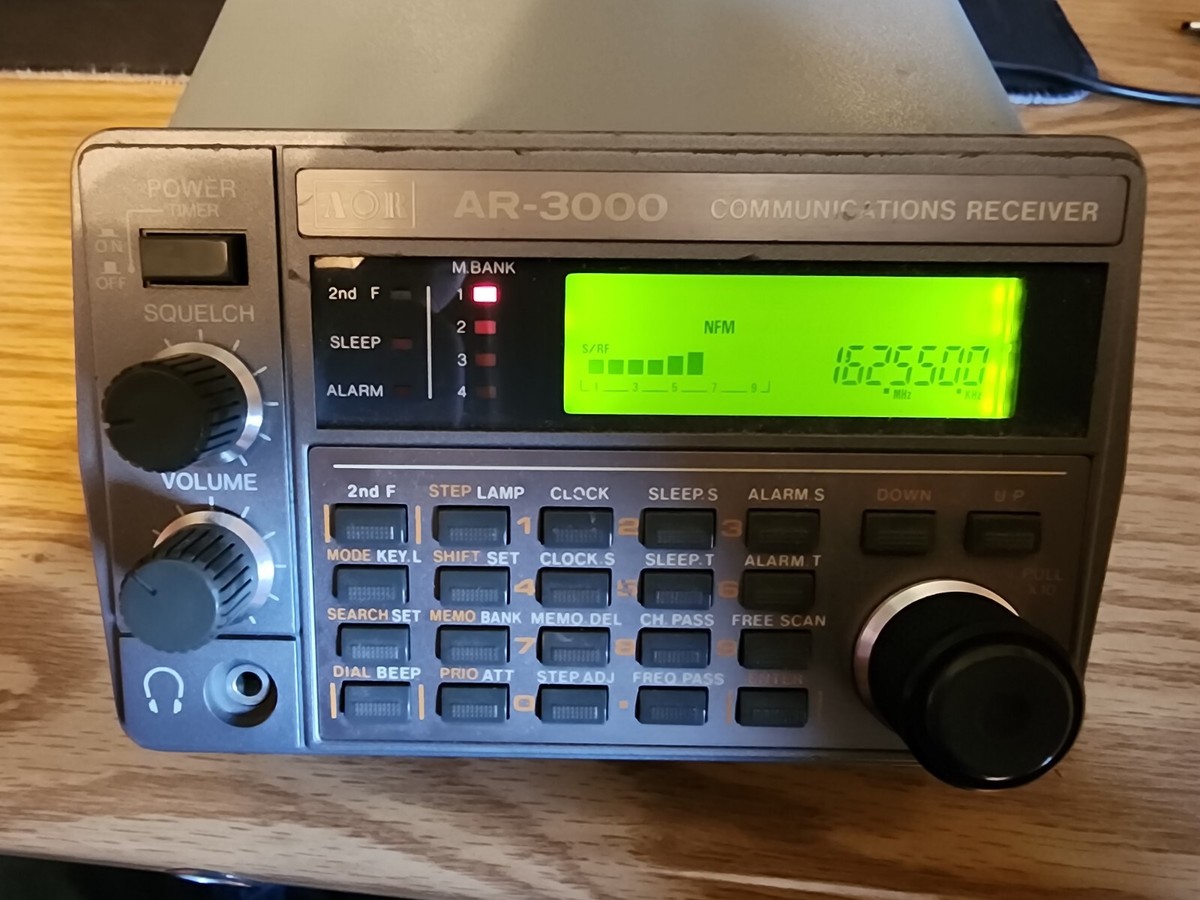 POWER
TIMER
ON
OFF
AOR AR-3000 COMMUNICATIONS RECEIVER
SQUELCH
VOLUME
M.BANK
2nd F 1
2
SLEEP 3
ALARM 4
NFM
S/RF
1 3 5 7 9
162.550.0
MHz KHz
2nd F STEP LAMP CLOCK SLEEP.S ALARM.S DOWN UP
1 2 3
MODE KEY.L SHIFT SET CLOCK.S SLEEP.T ALARM T
4 5 6
SEARCH SET MEMO BANK MEMO DEL CH.PASS FREE SCAN
7 8 9
DIAL BEEP PRIO ATT STEP ADJ FREQ.PASS ENTER
0 .